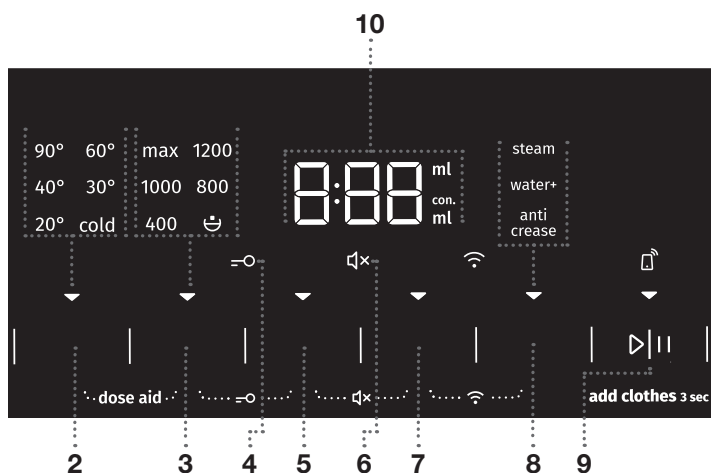 10
90° 60° max 1200 8:88 ml steam
40° 30° 1000 800 con. water+
20° cold 400 ml anti
crease
dose aid add clothes 3 sec
2 3 4 5 6 7 8 9